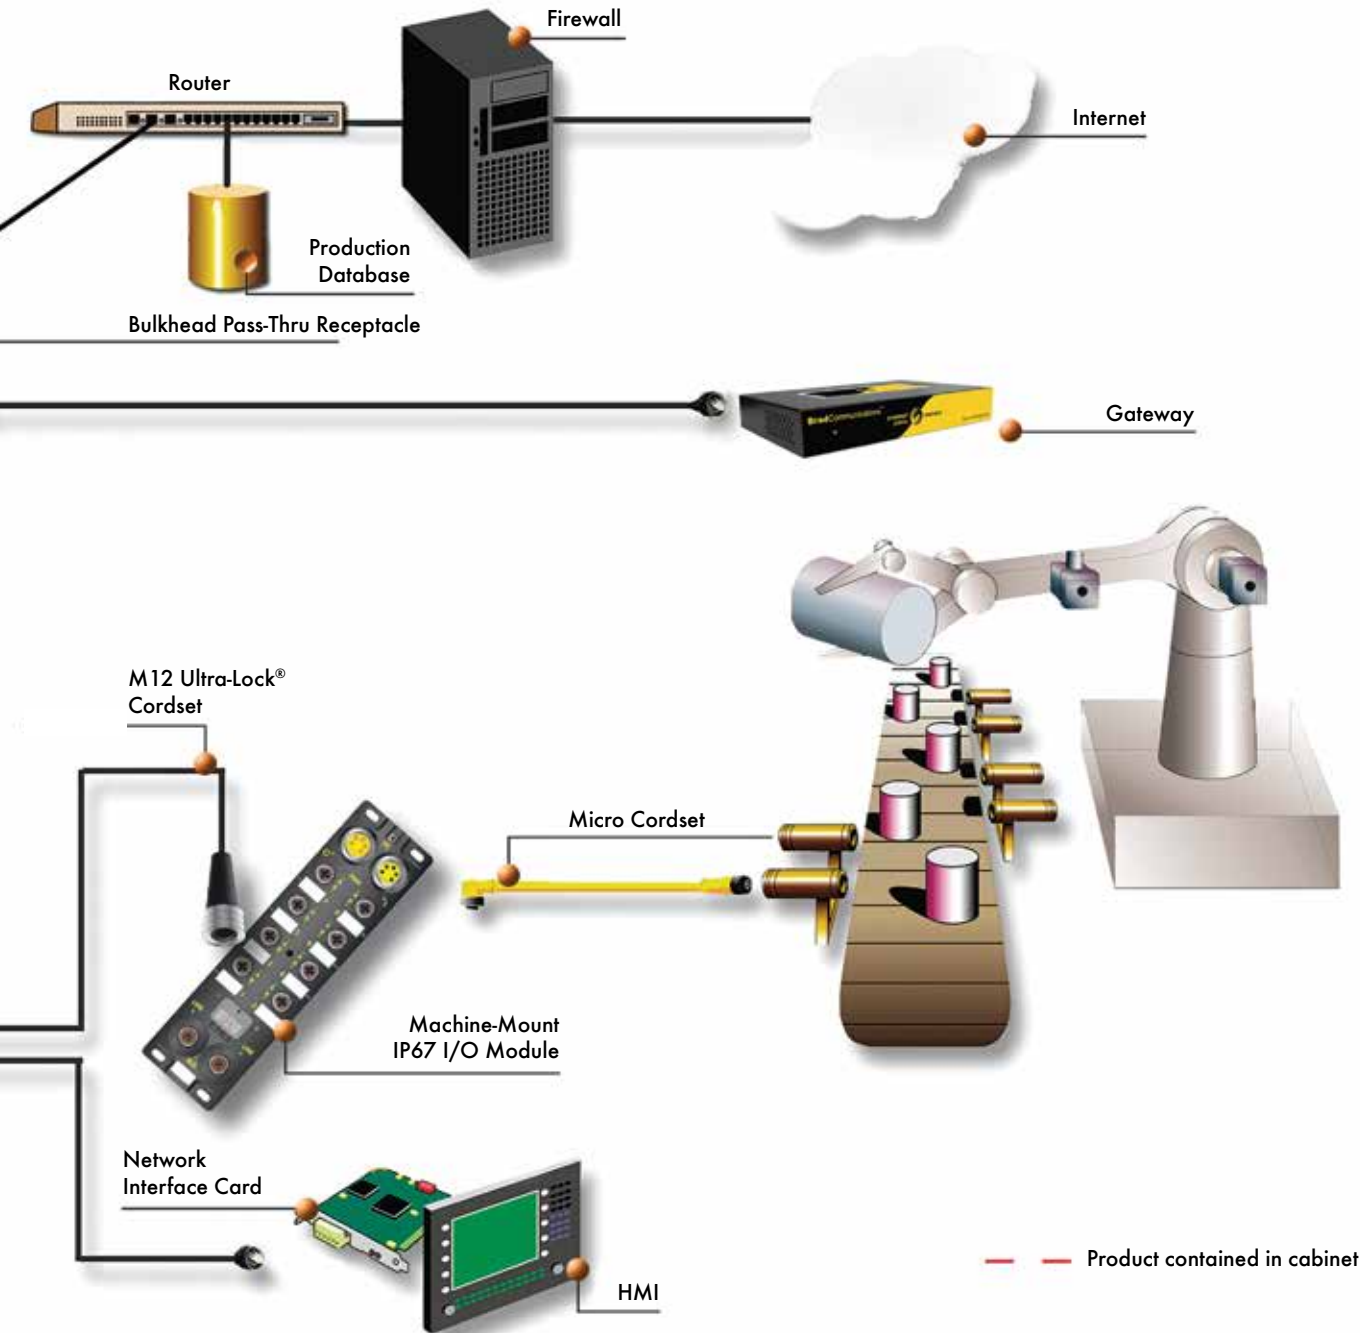 Firewall
Router
Internet
Production
Database
Bulkhead Pass-Thru Receptacle
BradCommunications™
Gateway
M12 Ultra-Lock®
Cordset
Micro Cordset
Machine-Mount
IP67 I/O Module
Network
Interface Card
HMI
Product contained in cabinet